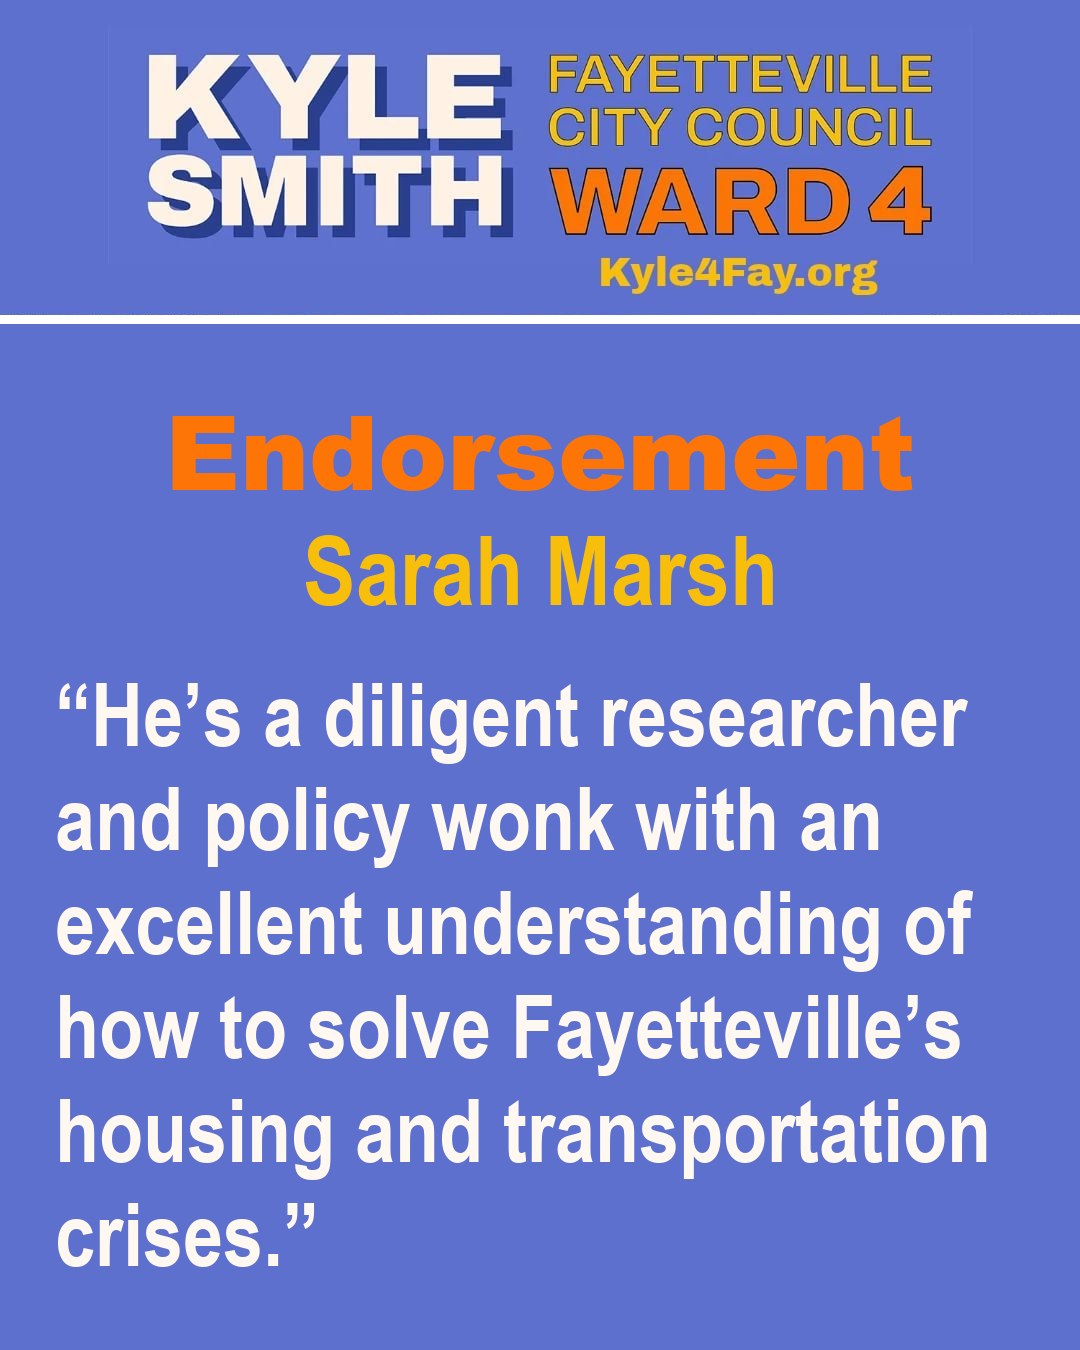 KYLE
SMITH
FAYETTEVILLE
CITY COUNCIL
WARD 4
Kyle4Fay.org
Endorsement
Sarah Marsh
“He’s a diligent researcher
and policy wonk with an
excellent understanding of
how to solve Fayetteville’s
housing and transportation
crises.”